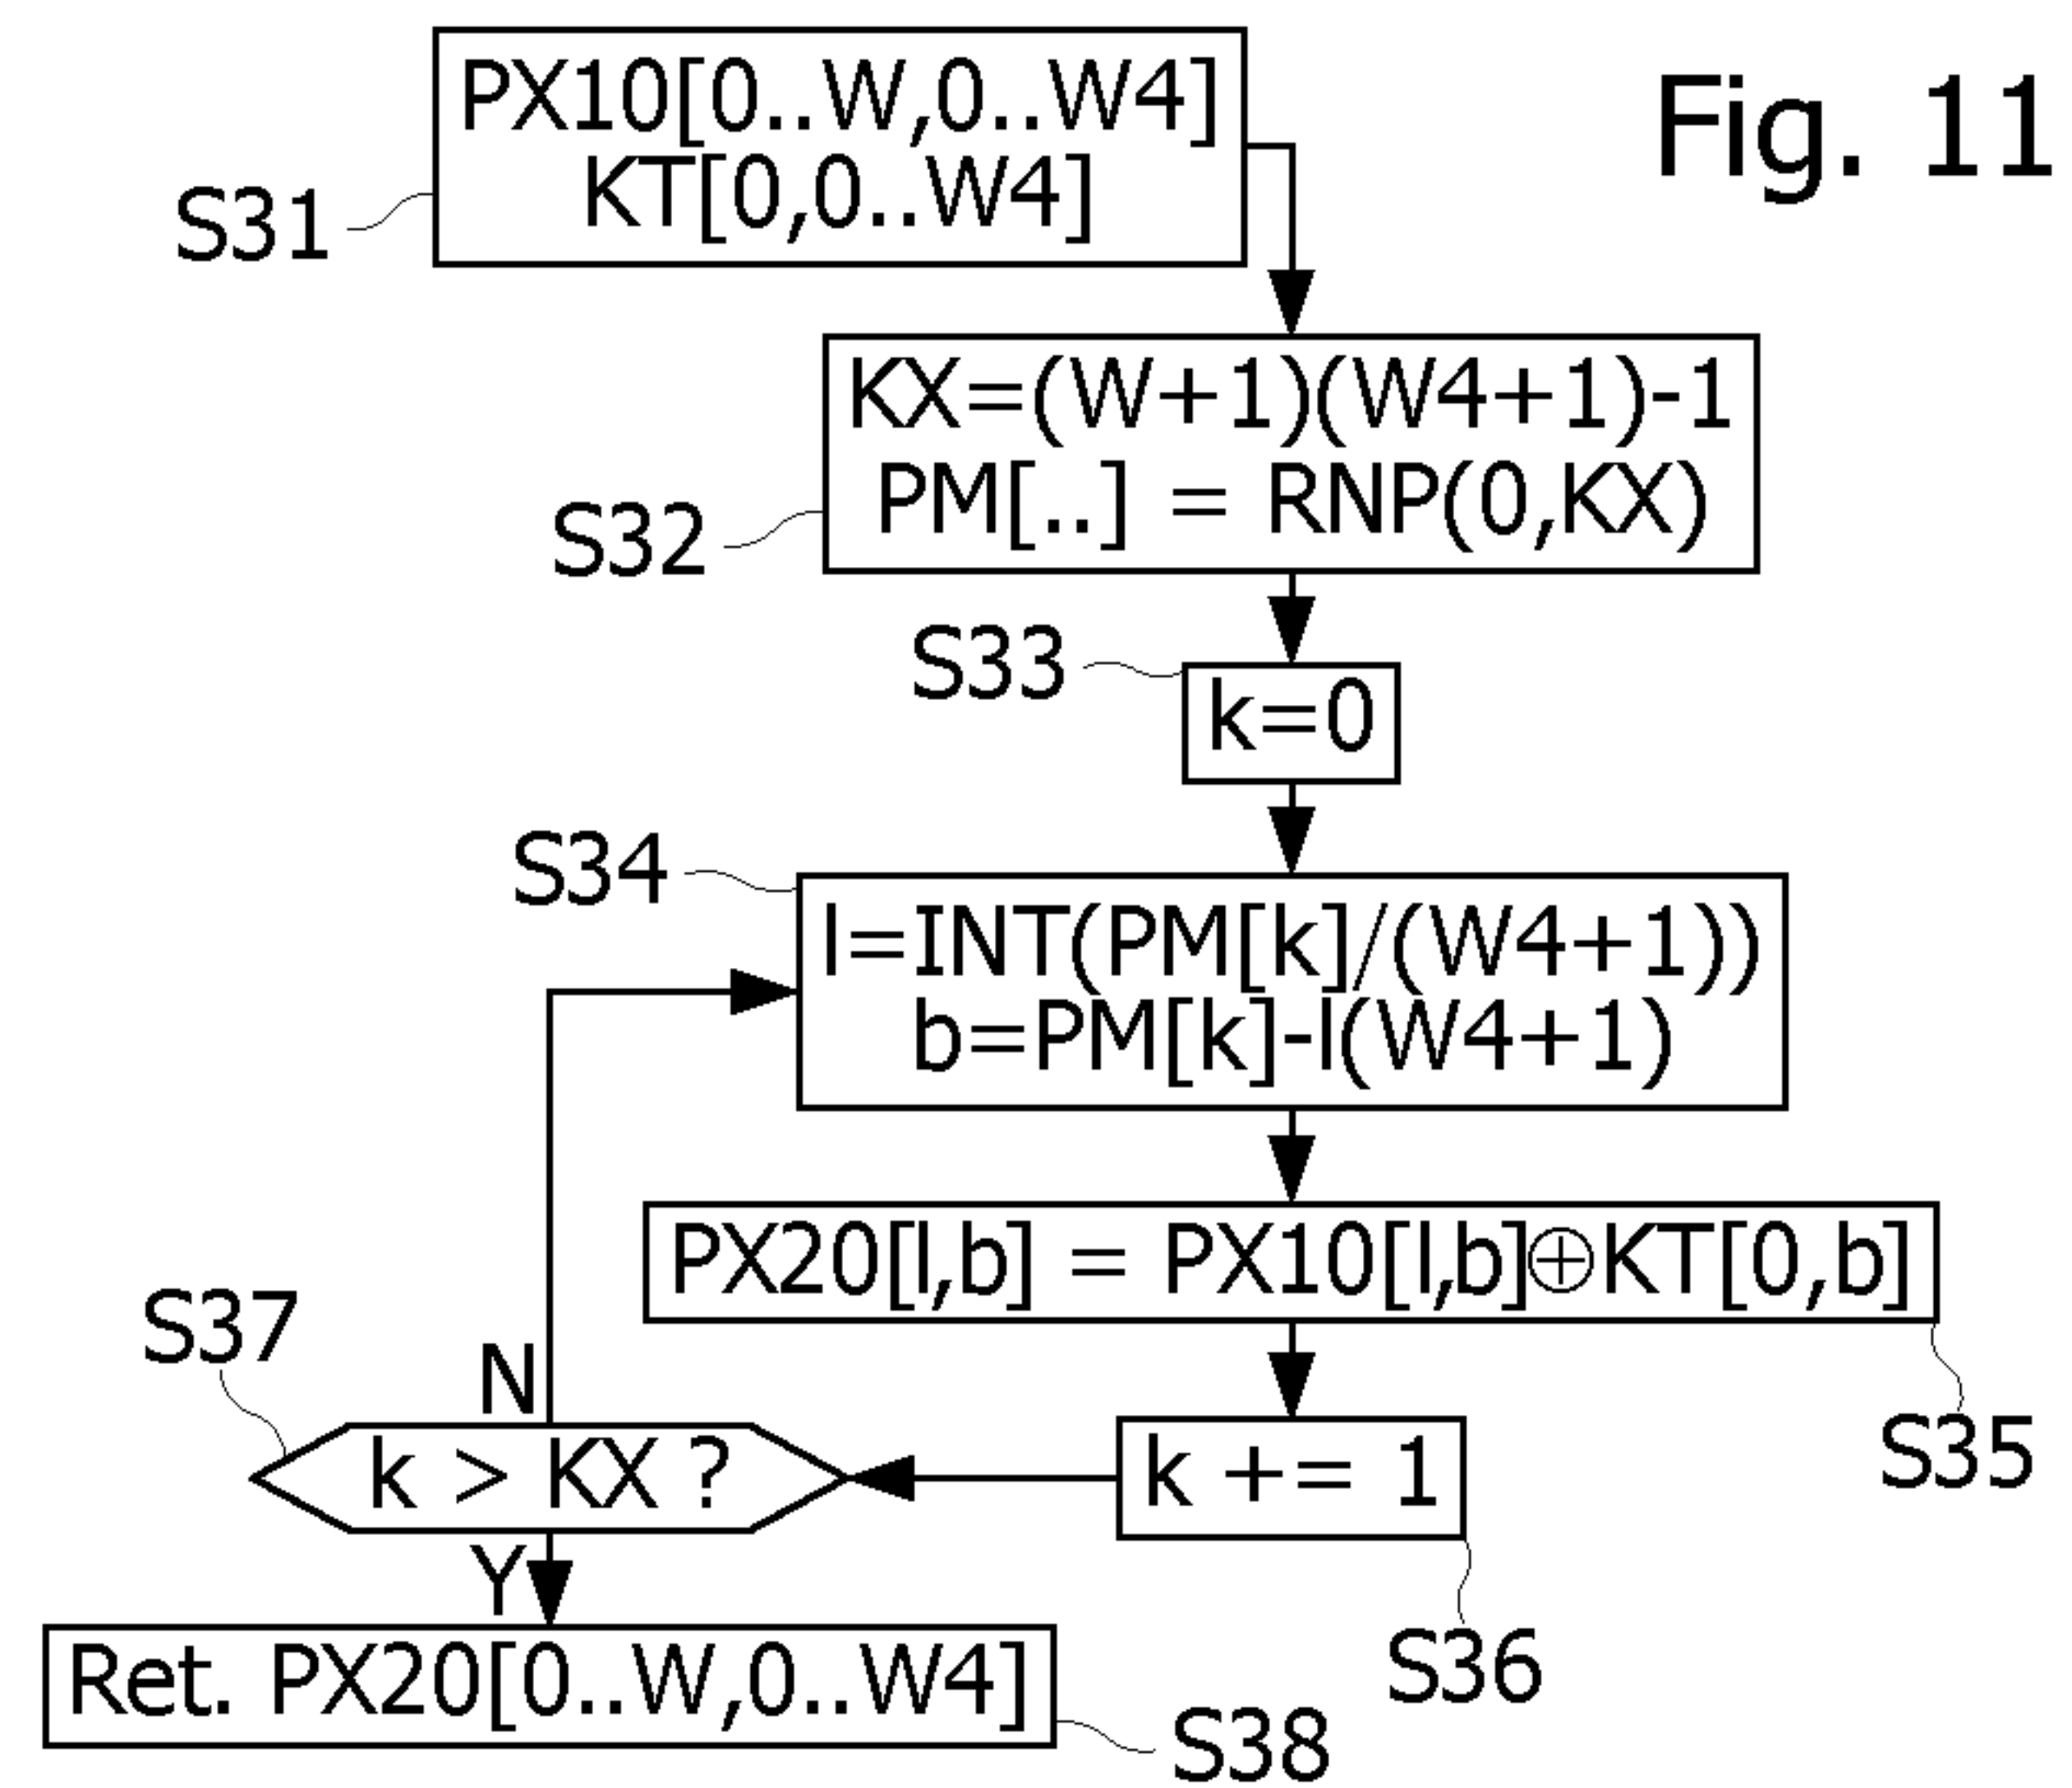 Fig. 11
PX10[0..W,0..W4]
KT[0,0..W4]
S31
KX=(W+1)(W4+1)-1
PM[..] = RNP(0,KX)
S32
S33
k=0
S34
l=INT(PM[k]/(W4+1))
b=PM[k]-l(W4+1)
PX20[l,b] = PX10[l,b]⊕KT[0,b]
S35
S37
N
k > KX ?
k += 1
Y
S36
Ret. PX20[0..W,0..W4]
S38